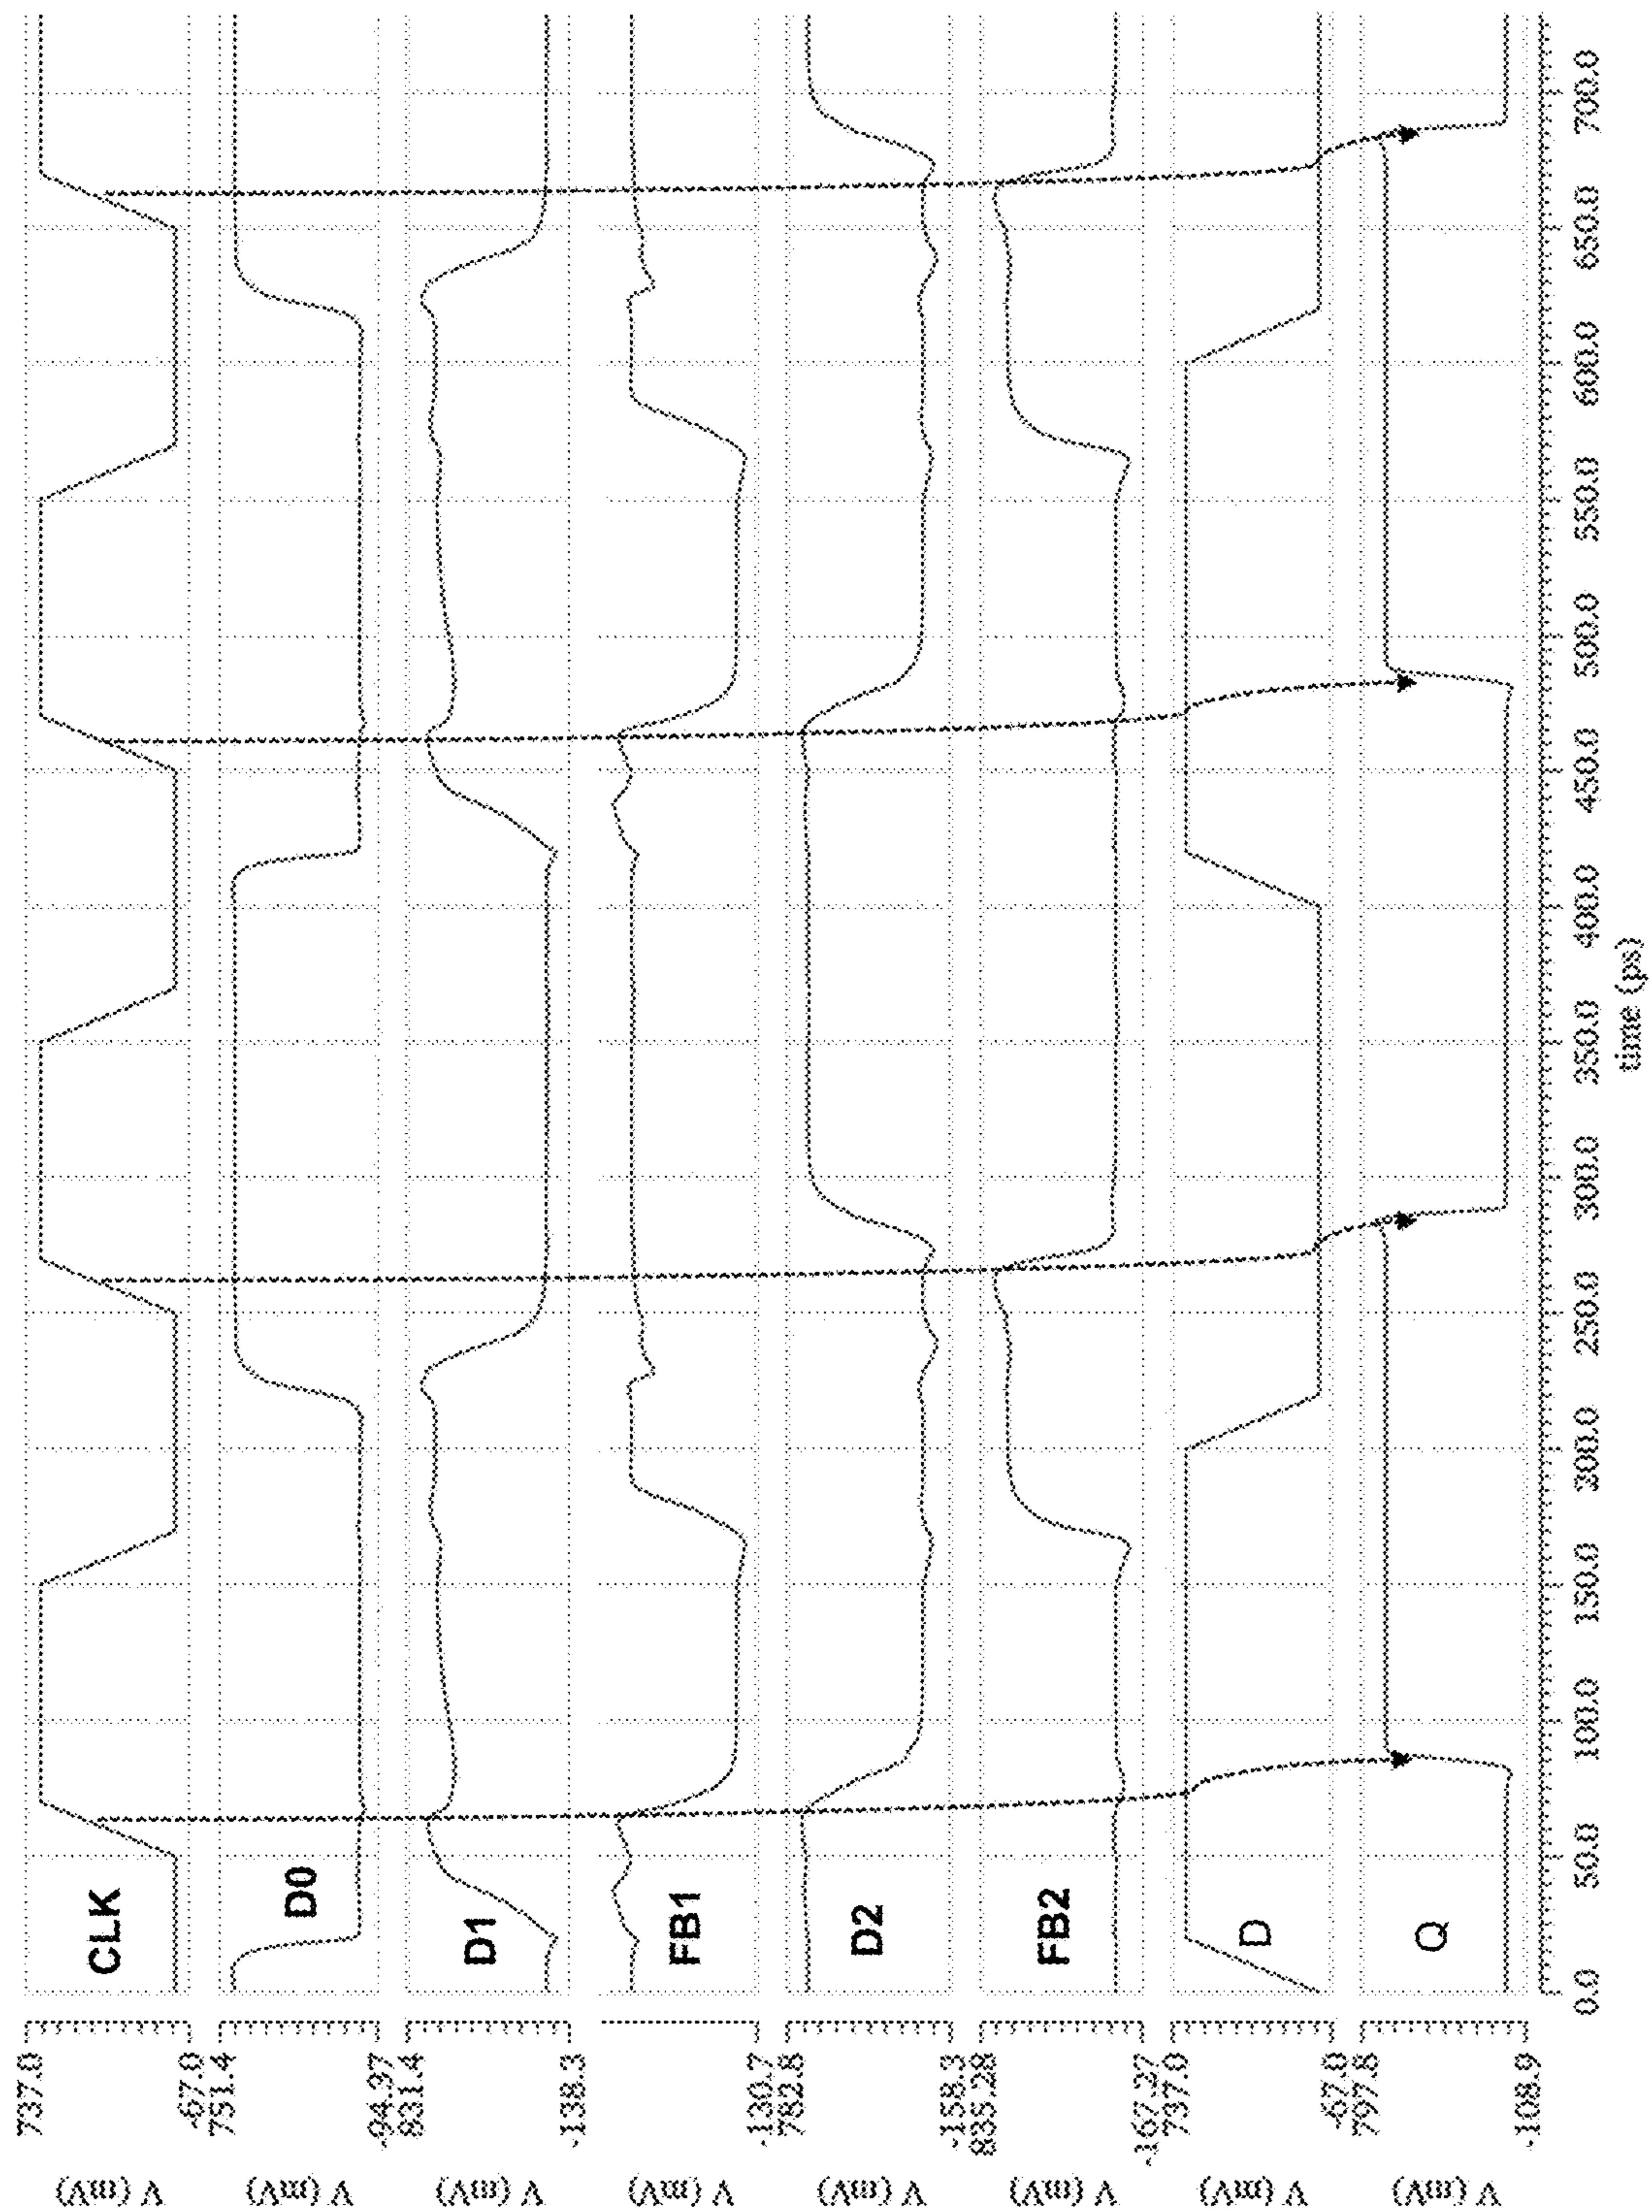 V (mV)
737.0
-67.0
CLK
V (mV)
751.4
-94.97
D0
V (mV)
831.4
-138.3
D1
V (mV)
-130.7
FB1
V (mV)
782.8
-158.3
D2
V (mV)
835.28
-167.27
FB2
V (mV)
737.0
-67.0
D
V (mV)
797.8
-108.9
Q
0.0 50.0 100.0 150.0 200.0 250.0 300.0 350.0 400.0 450.0 500.0 550.0 600.0 650.0 700.0
time (ps)